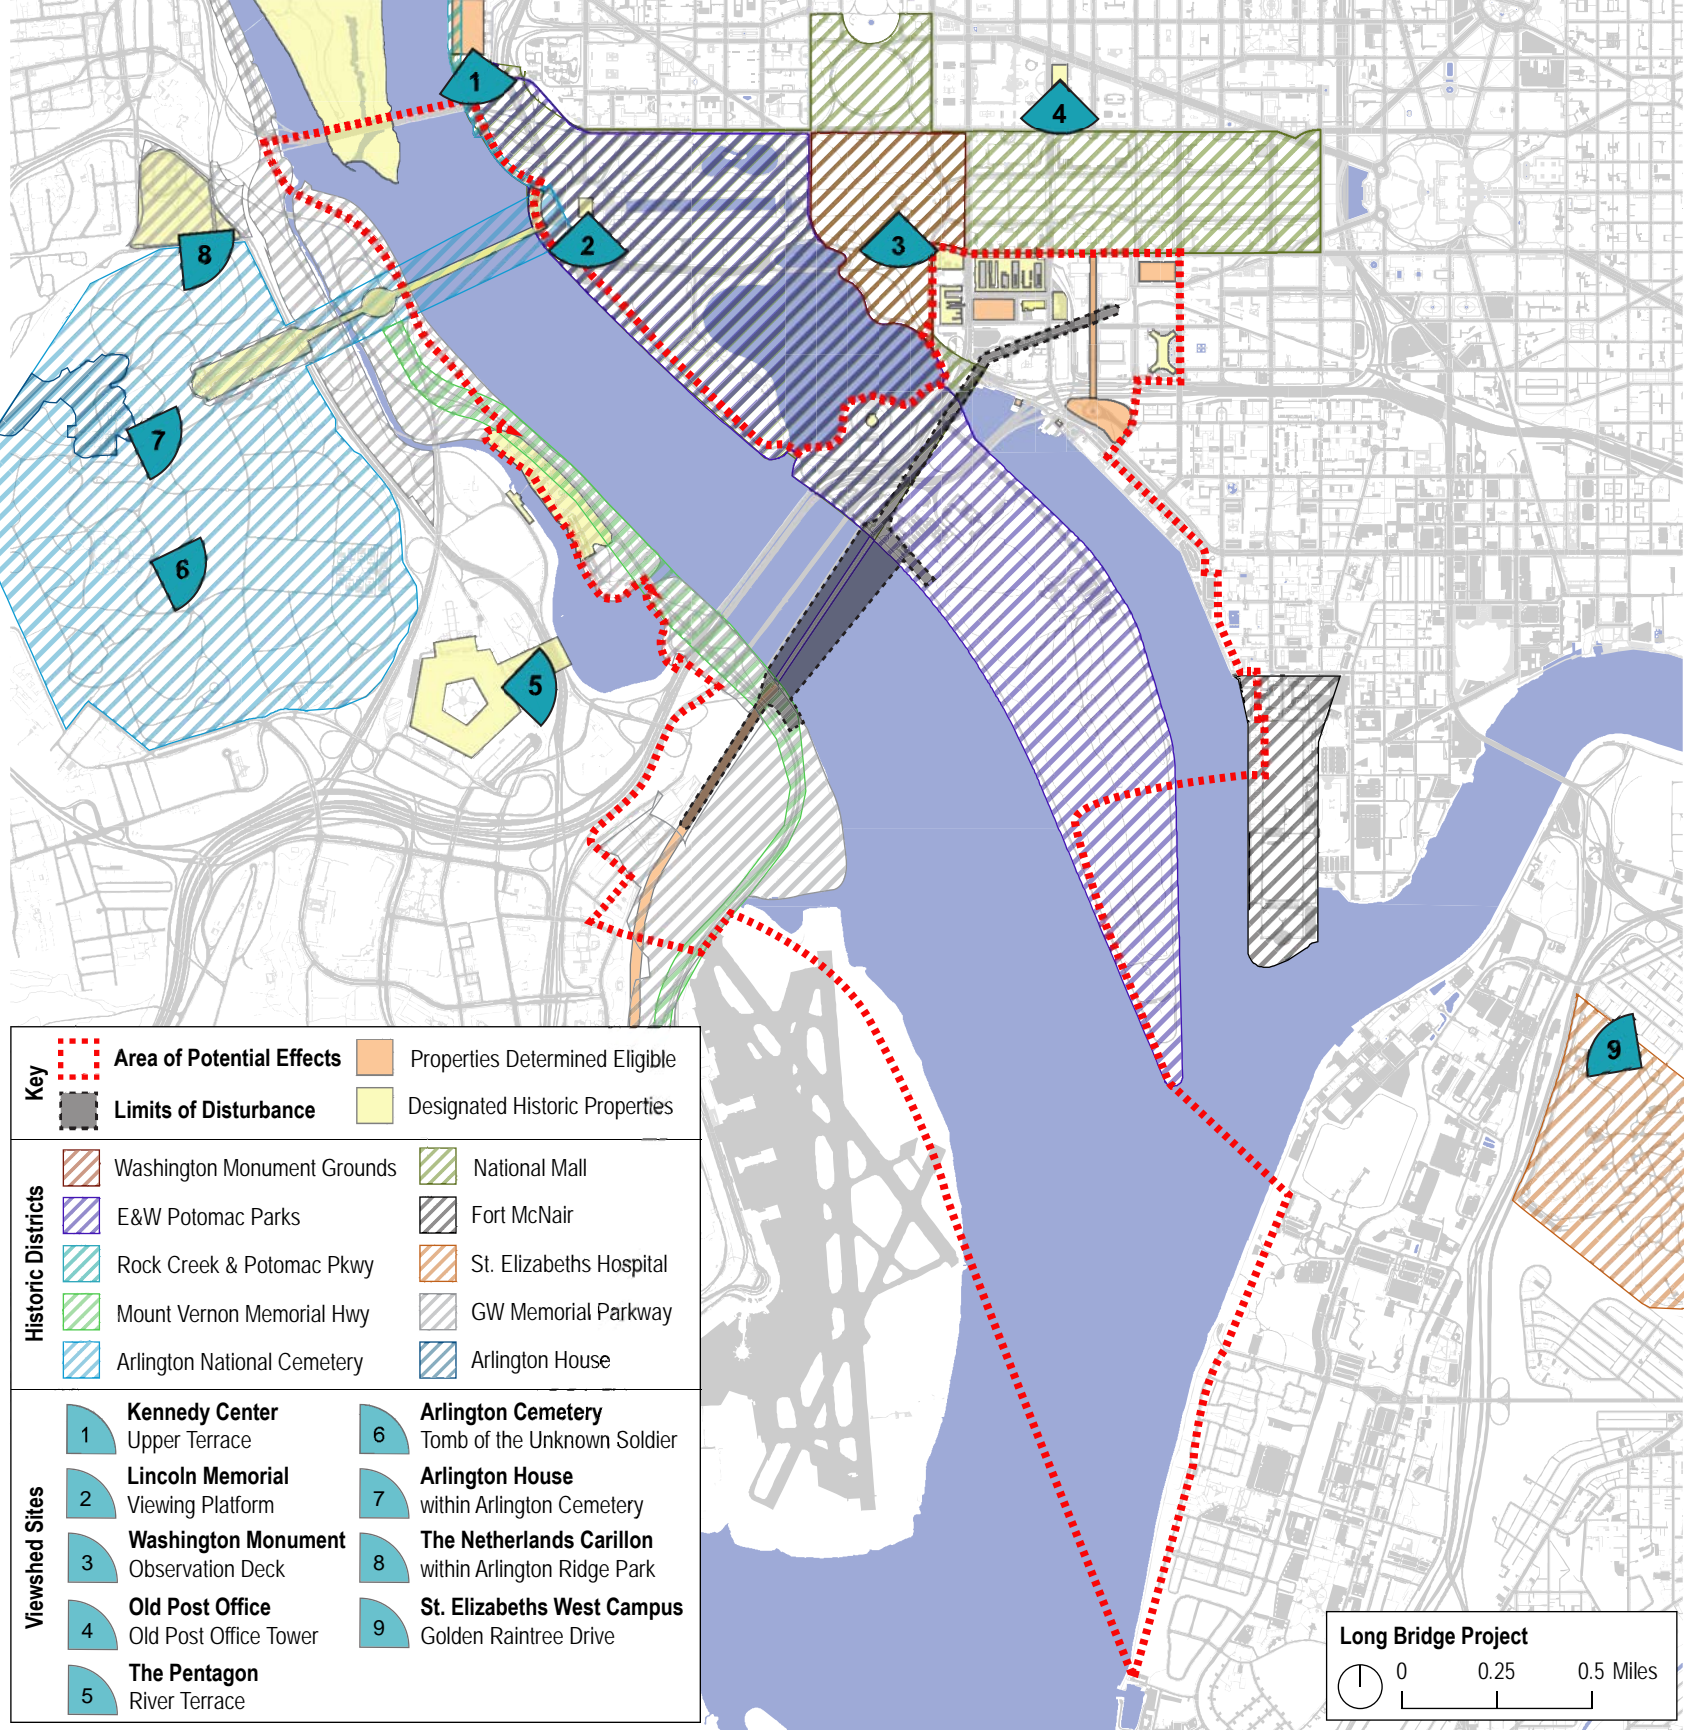 1
4
2
3
8
7
6
5
9
Key
Area of Potential Effects
Properties Determined Eligible
Limits of Disturbance
Designated Historic Properties
Historic Districts
Washington Monument Grounds
National Mall
E&W Potomac Parks
Fort McNair
Rock Creek & Potomac Pkwy
St. Elizabeths Hospital
Mount Vernon Memorial Hwy
GW Memorial Parkway
Arlington National Cemetery
Arlington House
Viewshed Sites
1
Kennedy Center
Upper Terrace
6
Arlington Cemetery
Tomb of the Unknown Soldier
2
Lincoln Memorial
Viewing Platform
7
Arlington House
within Arlington Cemetery
3
Washington Monument
Observation Deck
8
The Netherlands Carillon
within Arlington Ridge Park
4
Old Post Office
Old Post Office Tower
9
St. Elizabeths West Campus
Golden Raintree Drive
5
The Pentagon
River Terrace
Long Bridge Project
0 0.25 0.5 Miles